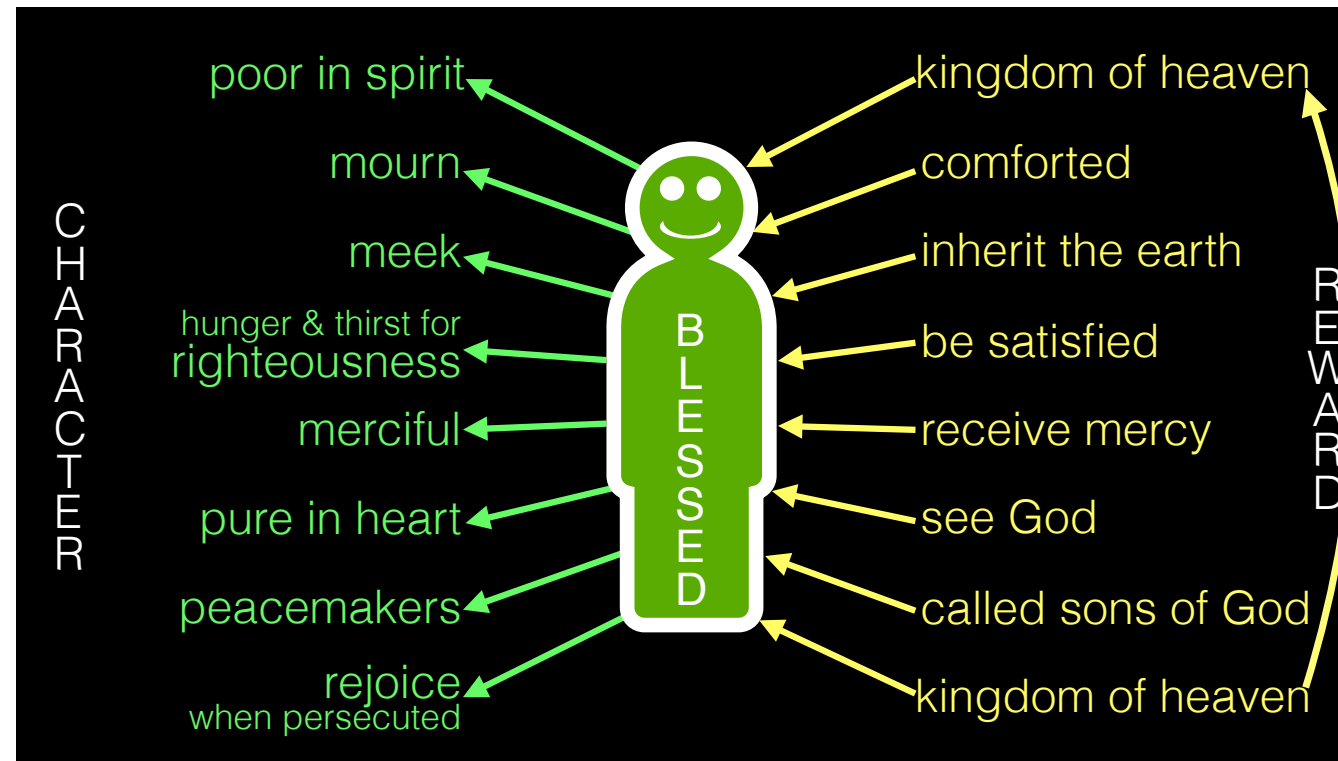 CHARACTER
poor in spirit
mourn
meek
hunger & thirst for
righteousness
merciful
pure in heart
peacemakers
rejoice
when persecuted
BLESSED
kingdom of heaven
comforted
inherit the earth
be satisfied
receive mercy
see God
called sons of God
kingdom of heaven
REWARD